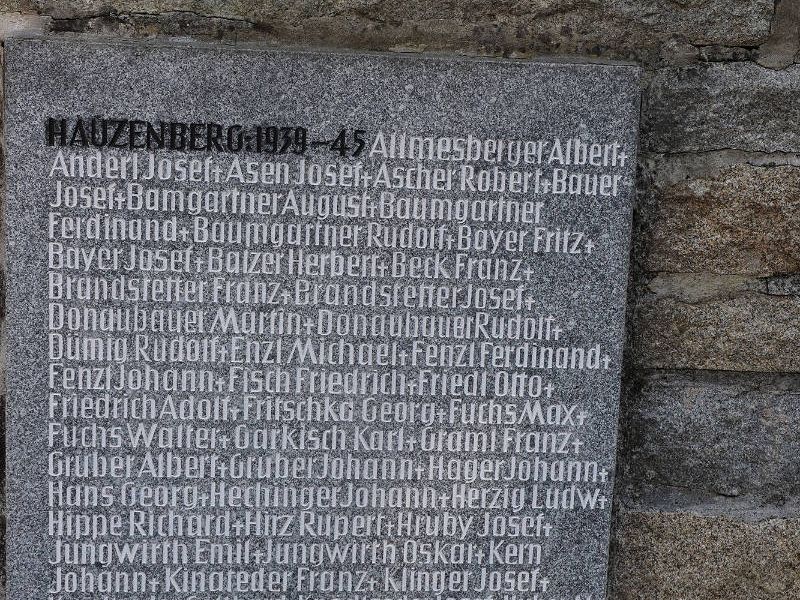 HAUZENBERG:1939-45 Altmesberger Albert+
Anderl Josef+Asen Josef+Ascher Robert+Bauer
Josef+Bamgartner August+Baumgartner
Ferdinand+Baumgartner Rudolf+Bayer Fritz+
Bayer Josef+Balzer Herbert+Beck Franz+
Brandstetter Franz+Brandstetter Josef+
Donaubauer Martin+Donaubauer Rudolf+
Dumig Rudolf+Enzl Michael+Fenzl Ferdinand+
Fenzl Johann+Fisch Friedrich+Friedl Otto+
Friedrich Adolf+Fritschka Georg+Fuchs Max+
Fuchs Walter+Garkisch Karl+Graml Franz+
Gruber Albert+Gruber Johann+Hager Johann+
Hans Georg+Hechinger Johann+Herzig Ludw+
Hippe Richard+Hirz Rupert+Hruby Josef+
Jungwirth Emil+Jungwirth Oskar+Kern
Johann+Kinateder Franz+Klinger Josef+